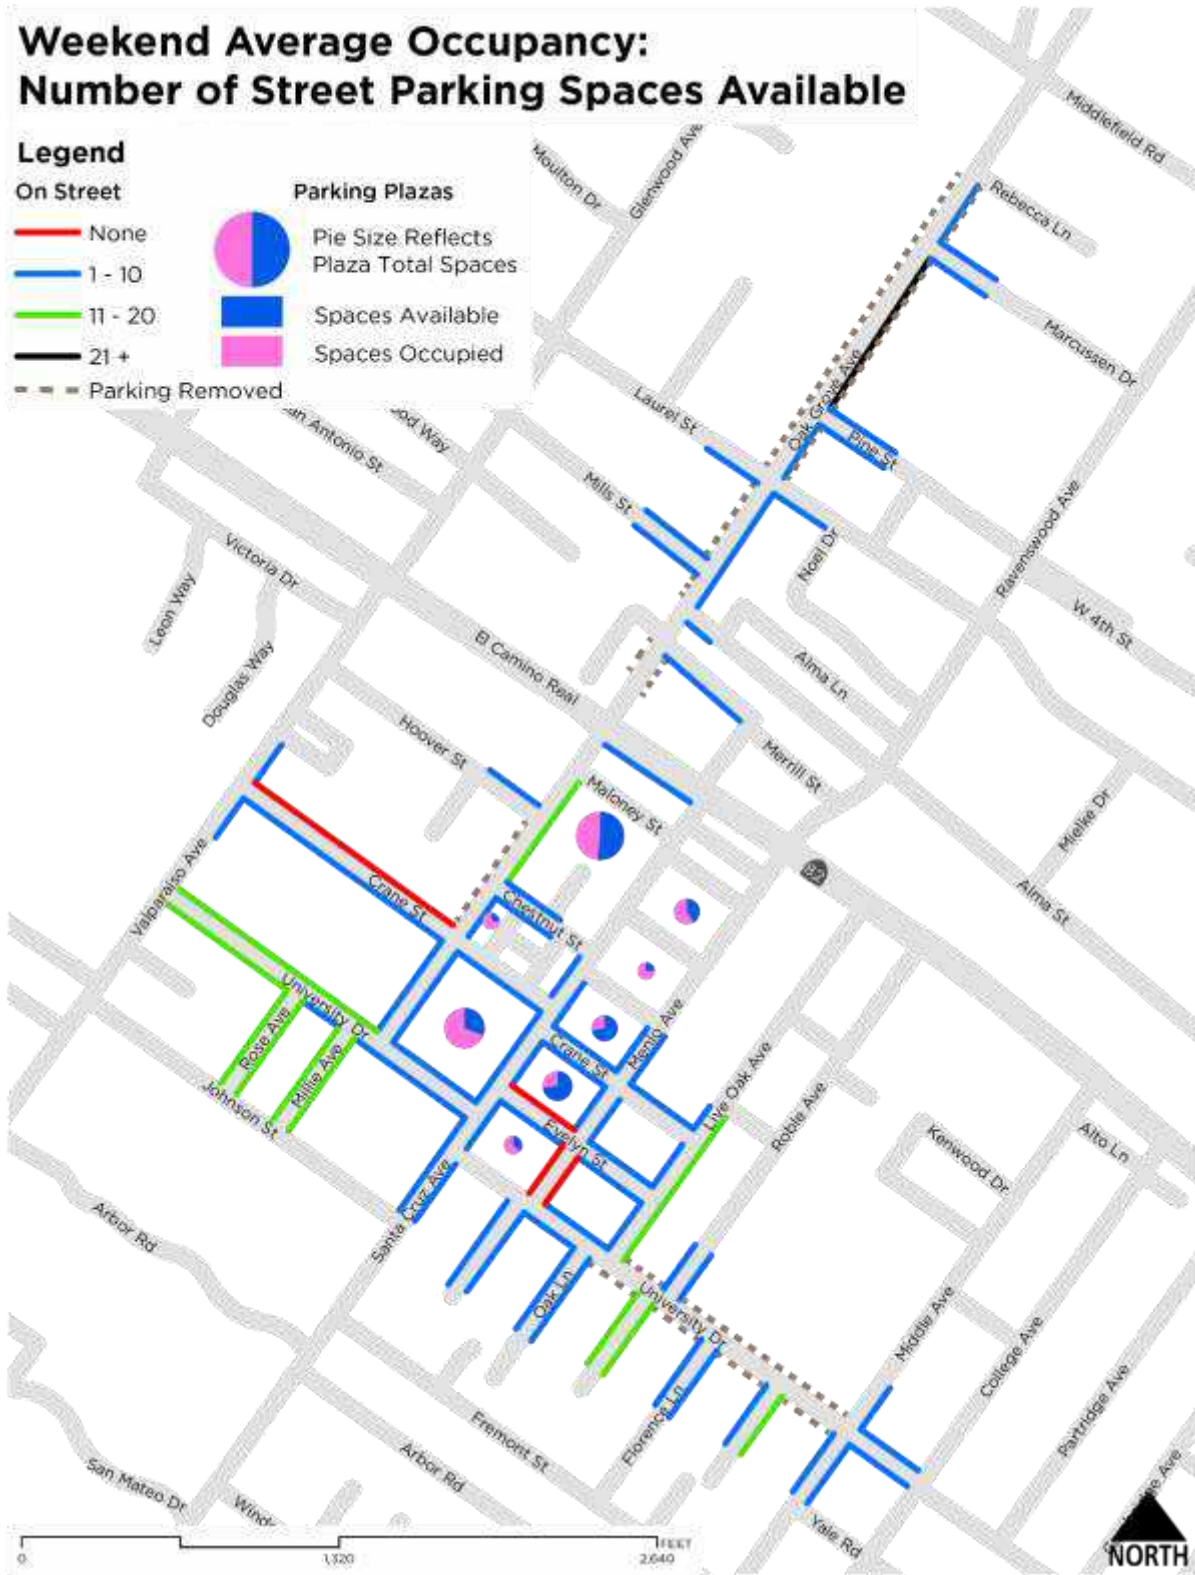 Weekend Average Occupancy:
Number of Street Parking Spaces Available
Legend
On Street
Parking Plazas
None
1 - 10
11 - 20
21 +
Parking Removed
Pie Size Reflects
Plaza Total Spaces
Spaces Available
Spaces Occupied
Middlefield Rd
Moulton Dr
Glenwood Ave
Rebecca Ln
Marcussen Dr
Laurel St
Oak Grove Ave
Pine St
Antonio St
Way
Mills St
Noel Dr
Ravenswood Ave
W 4th St
Victoria Dr
Leon Way
Douglas Way
El Camino Real
Alma Ln
Hoover St
Merrill St
Maloney St
Mielke Dr
82
Alma St
Valparaiso Ave
Crane St
Chestnut St
University Dr
Rose Ave
Millie Ave
Johnson St
Crane St
Menlo Ave
Live Oak Ave
Roble Ave
Evelyn St
Kenwood Dr
Alto Ln
Santa Cruz Ave
Arbor Rd
Oak Ln
University Dr
Middle Ave
College Ave
Partridge Ave
Florence Ln
Fremont St
Arbor Rd
San Mateo Dr
Yale Rd
Ave
0
1,320
2,640
FEET
NORTH